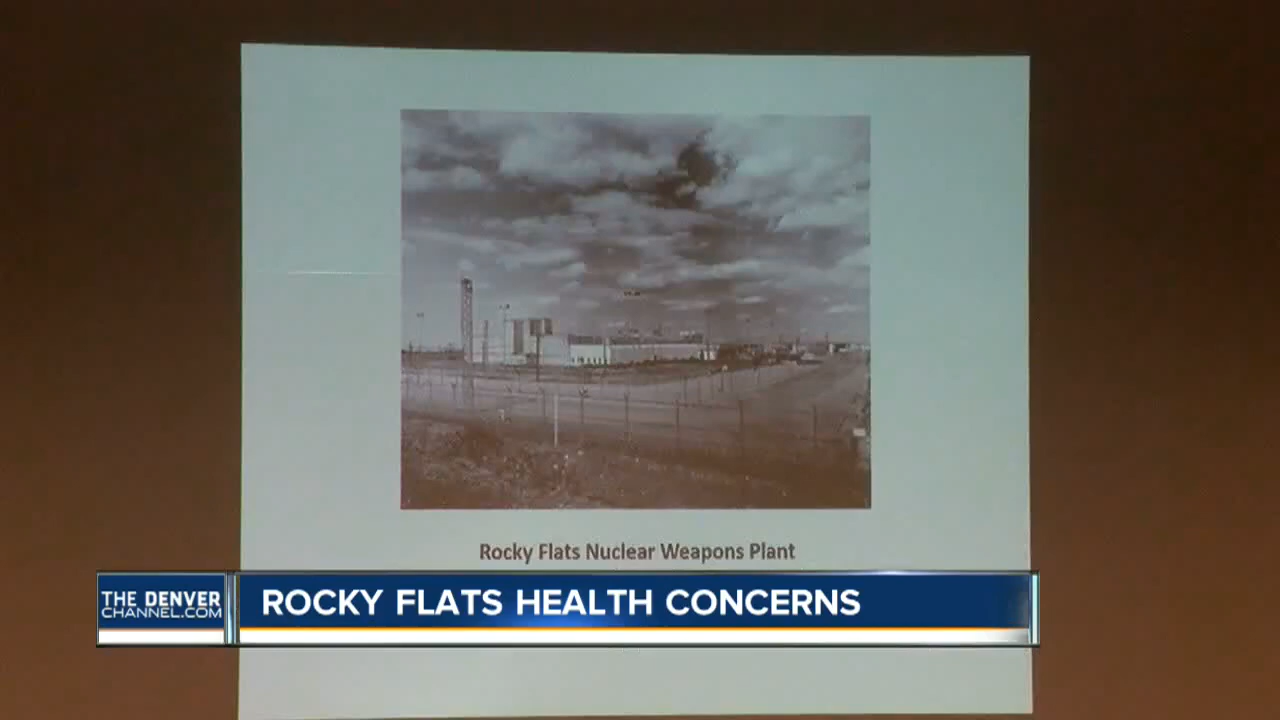 Rocky Flats Nuclear Weapons Plant
THE DENVER
CHANNEL.COM
ROCKY FLATS HEALTH CONCERNS